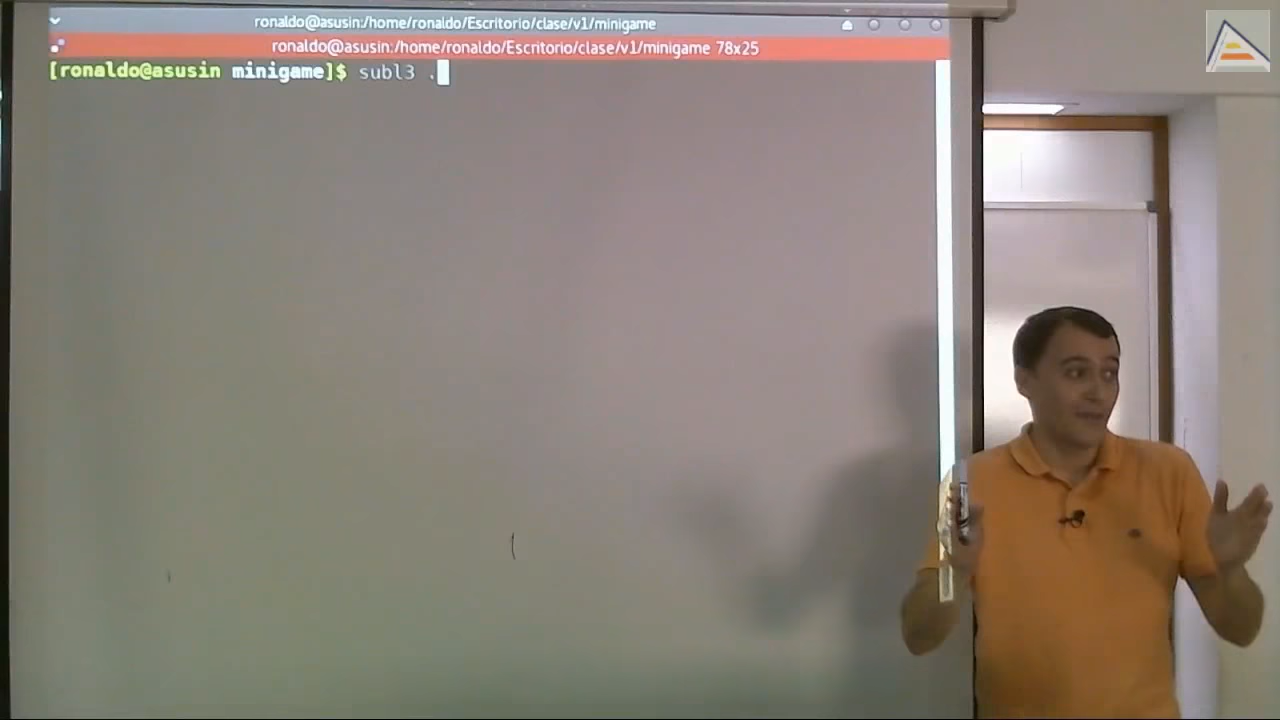 ronaldo@asusin:/home/ronaldo/Escritorio/clase/v1/minigame
ronaldo@asusin:/home/ronaldo/Escritorio/clase/v1/minigame 78x25
[ronaldo@asusin minigame]$ subl3 .